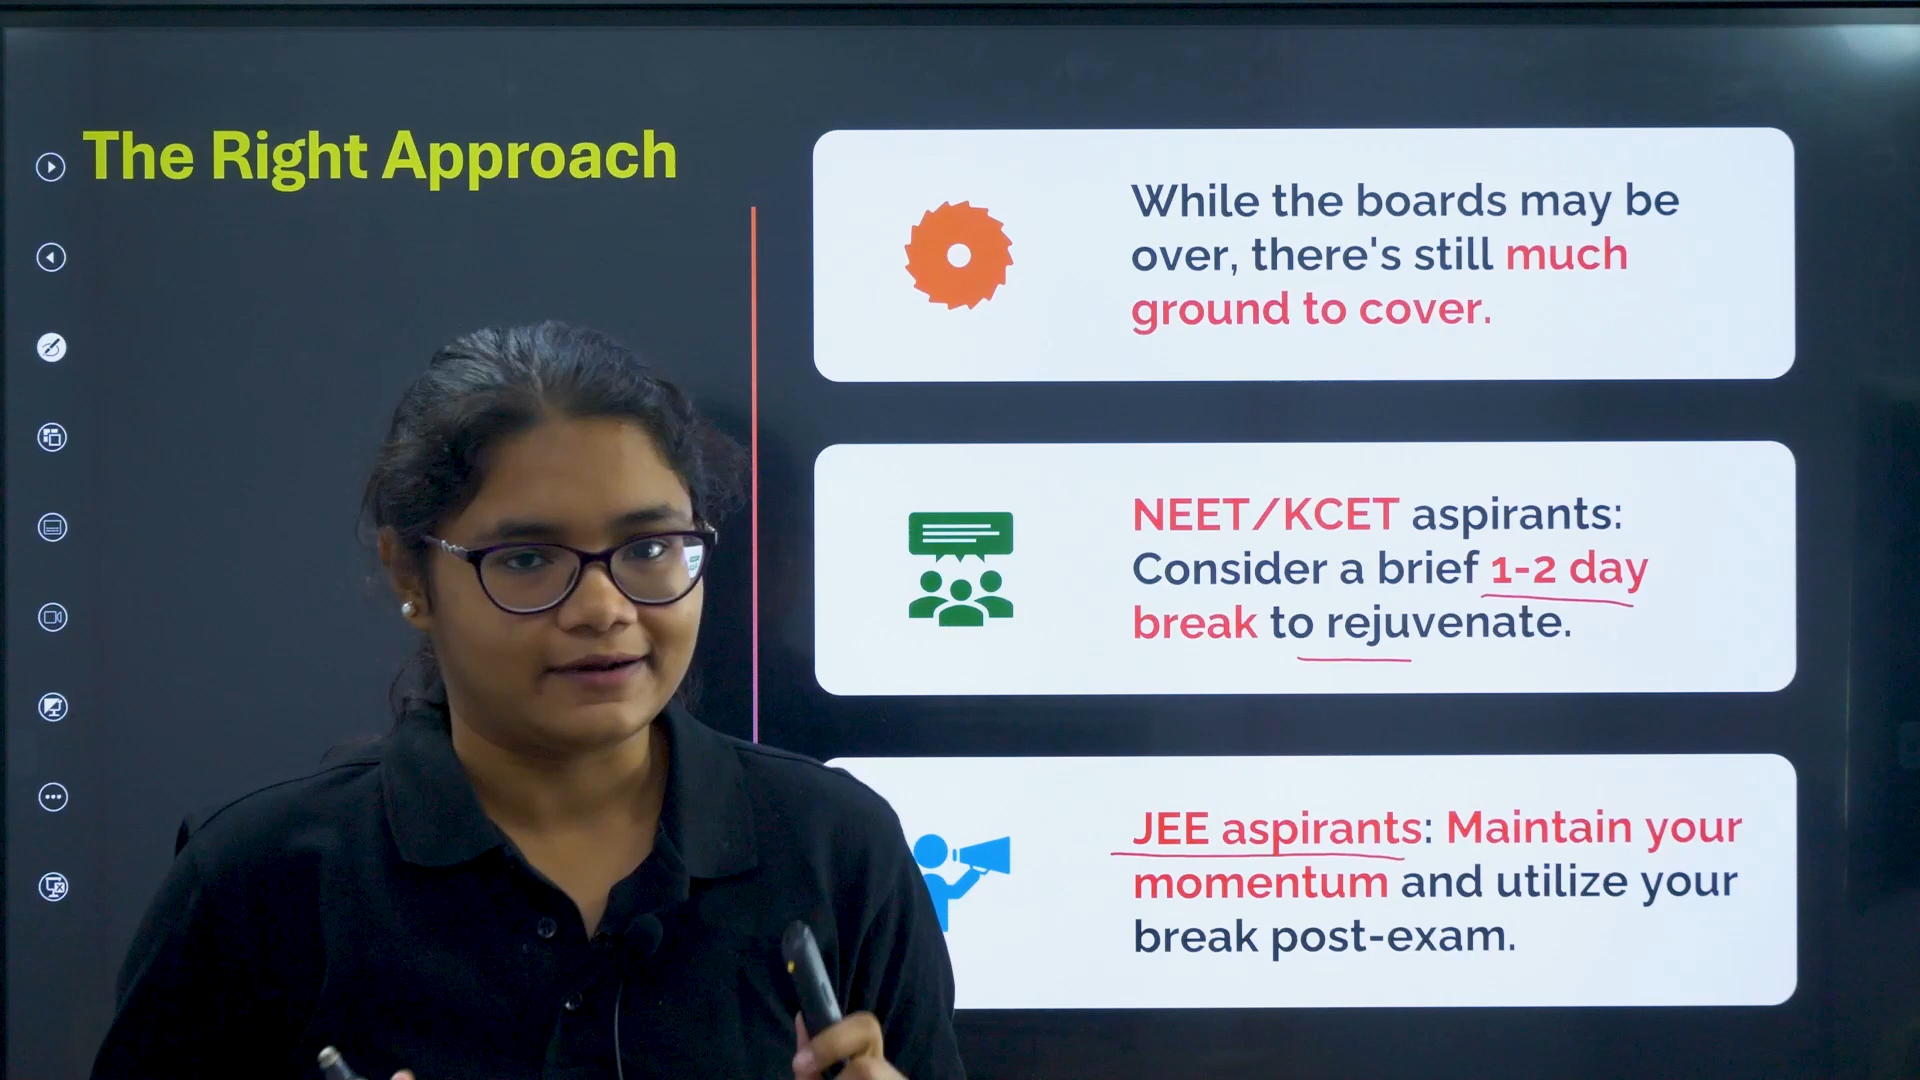 The Right Approach
While the boards may be
over, there's still much
ground to cover.
NEET/KCET aspirants:
Consider a brief 1-2 day
break to rejuvenate.
JEE aspirants: Maintain your
momentum and utilize your
break post-exam.